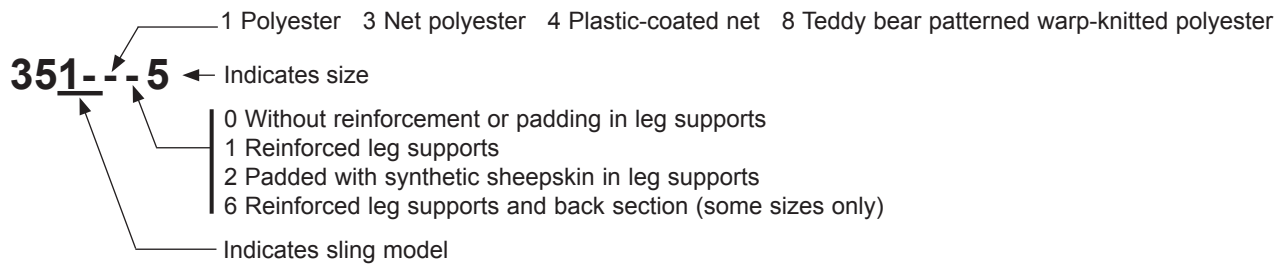 1 Polyester 3 Net polyester 4 Plastic-coated net 8 Teddy bear patterned warp-knitted polyester
351- - - 5 Indicates size
0 Without reinforcement or padding in leg supports
1 Reinforced leg supports
2 Padded with synthetic sheepskin in leg supports
6 Reinforced leg supports and back section (some sizes only)
Indicates sling model